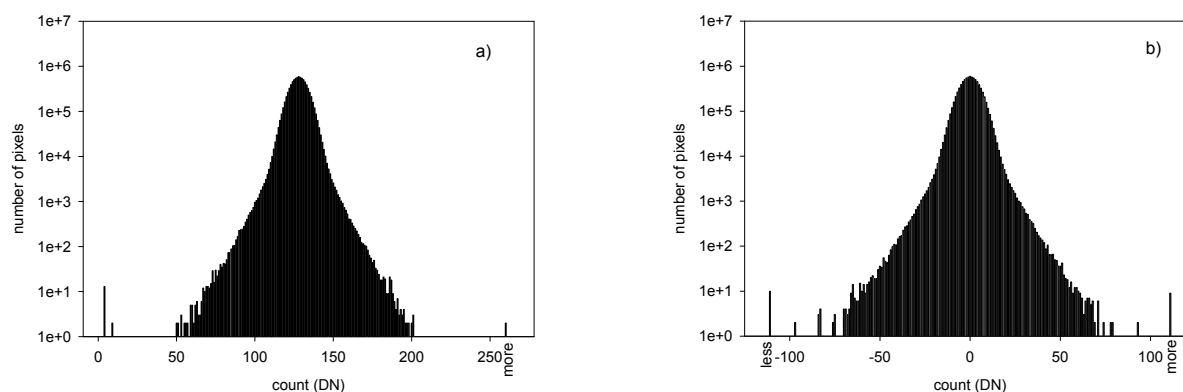 1e+7
1e+6
1e+5
1e+4
1e+3
1e+2
1e+1
1e+0
number of pixels
a)
0 50 100 150 200 250 more
count (DN)
1e+7
1e+6
1e+5
1e+4
1e+3
1e+2
1e+1
1e+0
number of pixels
b)
less -100 -50 0 50 100 more
count (DN)